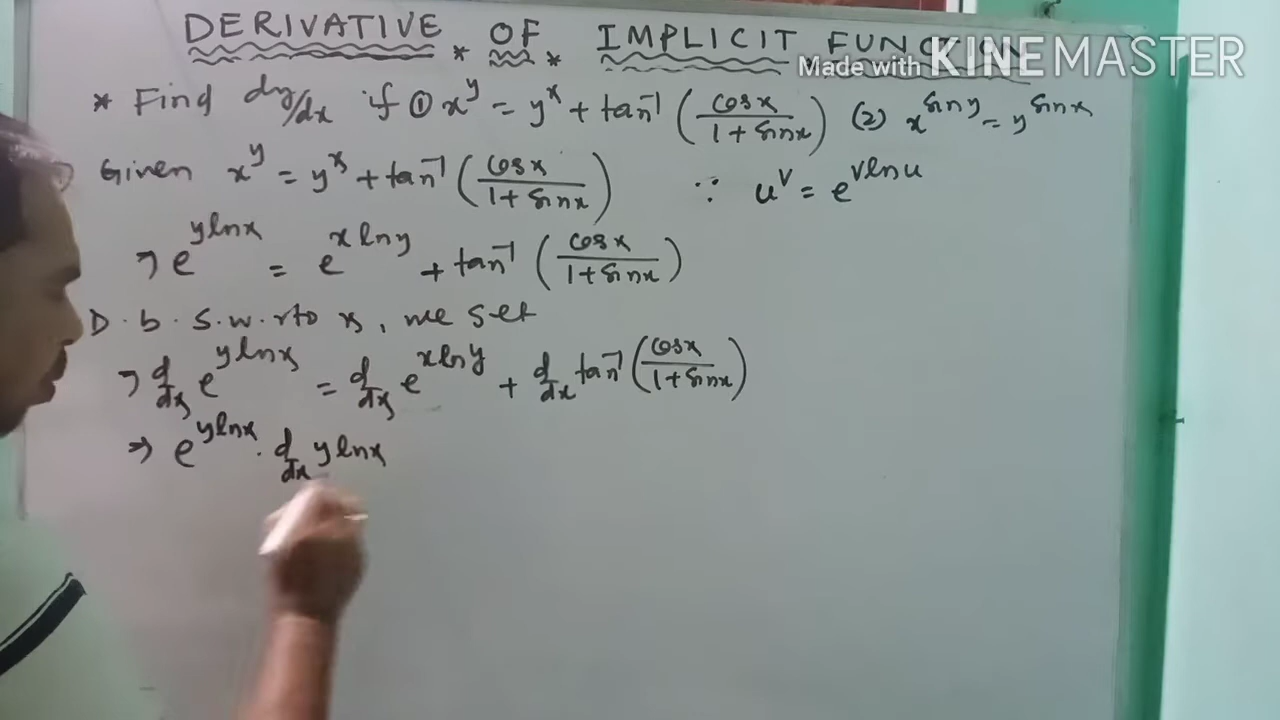 DERIVATIVE * OF * IMPLICIT FUNC
Made with KINEMASTER
* Find dy/dx if ① x^y = y^x + tan⁻¹ (cosx / 1 + sinx) (2) x^siny = y^sinx
Given x^y = y^x + tan⁻¹ (cosx / 1 + sinx) ∵ u^v = e^vlnu
⇒ e^ylnx = e^xlny + tan⁻¹ (cosx / 1 + sinx)
D.b.s.w.rto x, we get
⇒ d/dx e^ylnx = d/dx e^xlny + d/dx tan⁻¹ (cosx / 1 + sinx)
⇒ e^ylnx . d/dx ylnx